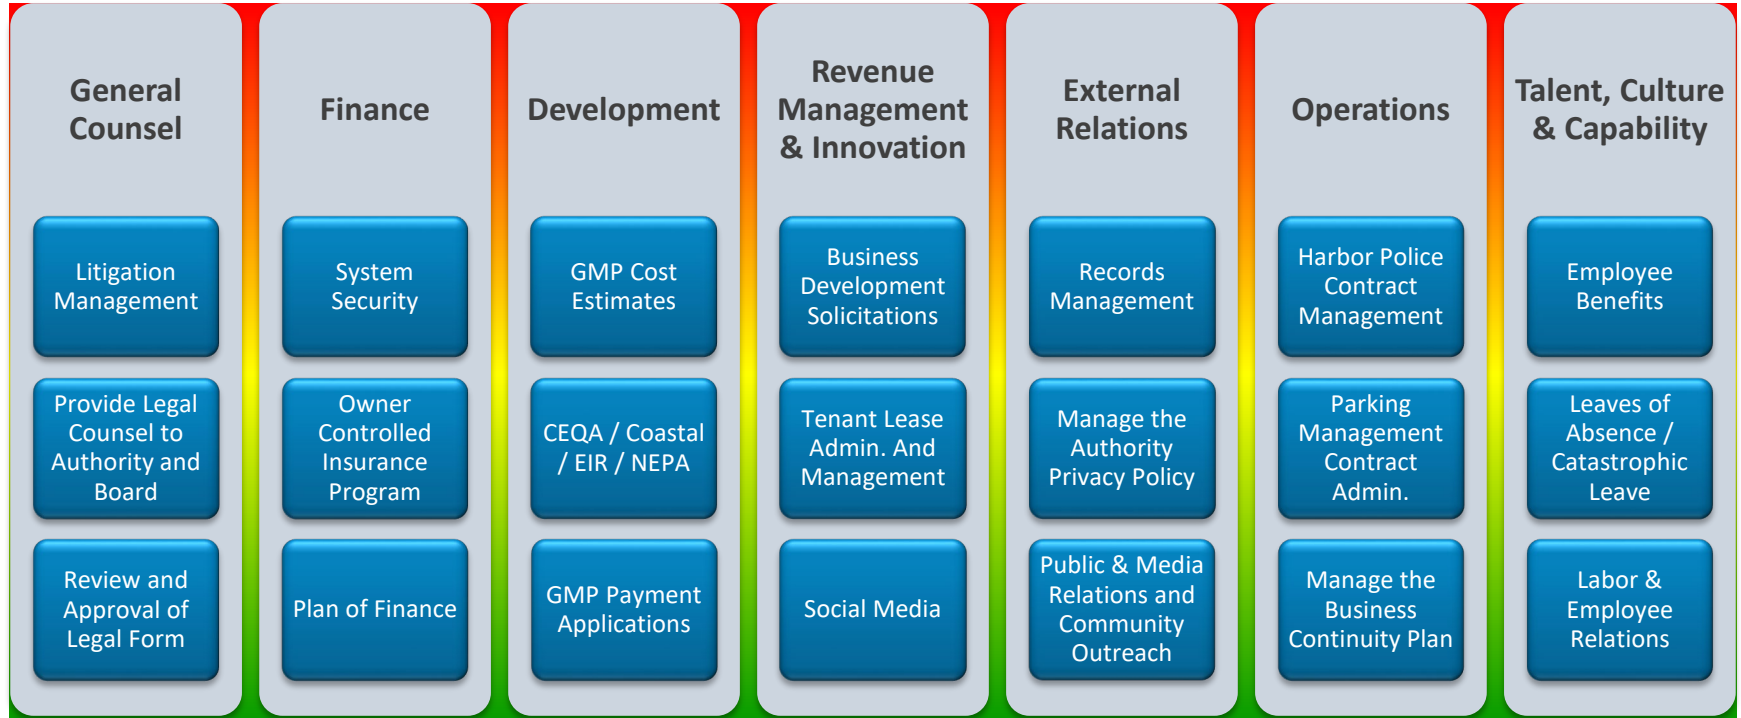 General
Counsel
Litigation
Management
Provide Legal
Counsel to
Authority and
Board
Review and
Approval of
Legal Form
Finance
System
Security
Owner
Controlled
Insurance
Program
Plan of Finance
Development
GMP Cost
Estimates
CEQA / Coastal
/ EIR / NEPA
GMP Payment
Applications
Revenue
Management
& Innovation
Business
Development
Solicitations
Tenant Lease
Admin. And
Management
Social Media
External
Relations
Records
Management
Manage the
Authority
Privacy Policy
Public & Media
Relations and
Community
Outreach
Operations
Harbor Police
Contract
Management
Parking
Management
Contract
Admin.
Manage the
Business
Continuity Plan
Talent, Culture
& Capability
Employee
Benefits
Leaves of
Absence /
Catastrophic
Leave
Labor &
Employee
Relations